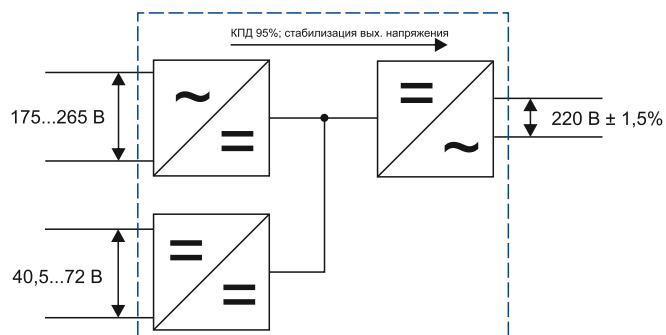 КПД 95%; стабилизация вых. напряжения
175...265 В
220 В ± 1,5%
40,5...72 В